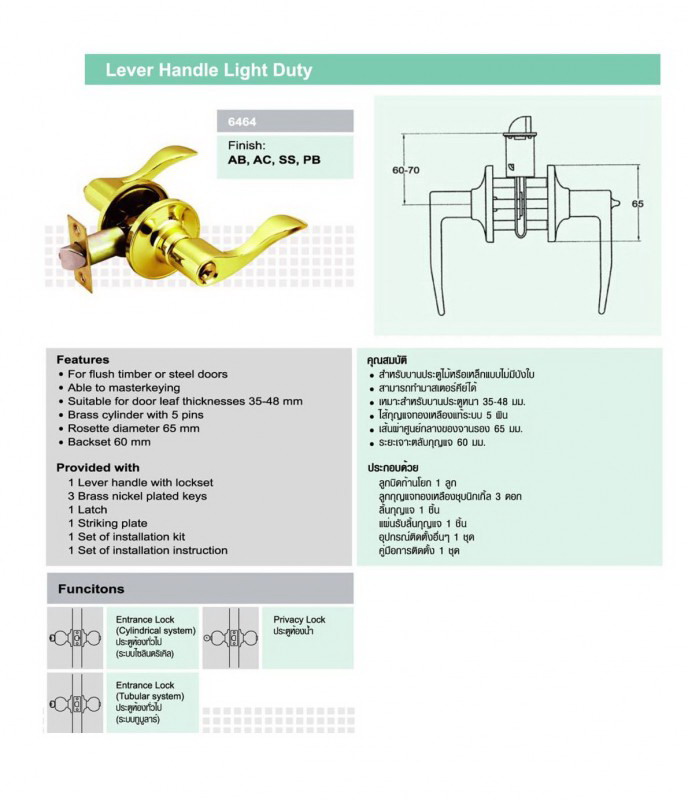 Lever Handle Light Duty
6464
Finish:
AB, AC, SS, PB
60-70
65
Features
• For flush timber or steel doors
• Able to masterkeying
• Suitable for door leaf thicknesses 35-48 mm
• Brass cylinder with 5 pins
• Rosette diameter 65 mm
• Backset 60 mm
Provided with
1 Lever handle with lockset
3 Brass nickel plated keys
1 Latch
1 Striking plate
1 Set of installation kit
1 Set of installation instruction
คุณสมบัติ
• สำหรับบานประตูไม้หรือเหล็กแบบไม่มีบังใบ
• สามารถทำมาสเตอร์คีย์ได้
• เหมาะสำหรับบานประตูหนา 35-48 มม.
• ไส้กุญแจทองเหลืองแท้ระบบ 5 พิน
• เส้นผ่าศูนย์กลางของจานรอง 65 มม.
• ระยะเจาะตลับกุญแจ 60 มม.
ประกอบด้วย
ลูกบิดก้านโยก 1 ลูก
ลูกกุญแจทองเหลืองชุบนิกเกิ้ล 3 ดอก
ลิ้นกุญแจ 1 ชิ้น
แผ่นรับลิ้นกุญแจ 1 ชิ้น
อุปกรณ์ติดตั้งอื่นๆ 1 ชุด
คู่มือการติดตั้ง 1 ชุด
Funcitons
Entrance Lock
(Cylindrical system)
ประตูห้องทั่วไป
(ระบบไซลินดริเคิล)
Privacy Lock
ประตูห้องน้ำ
Entrance Lock
(Tubular system)
ประตูห้องทั่วไป
(ระบบทูบูลาร์)